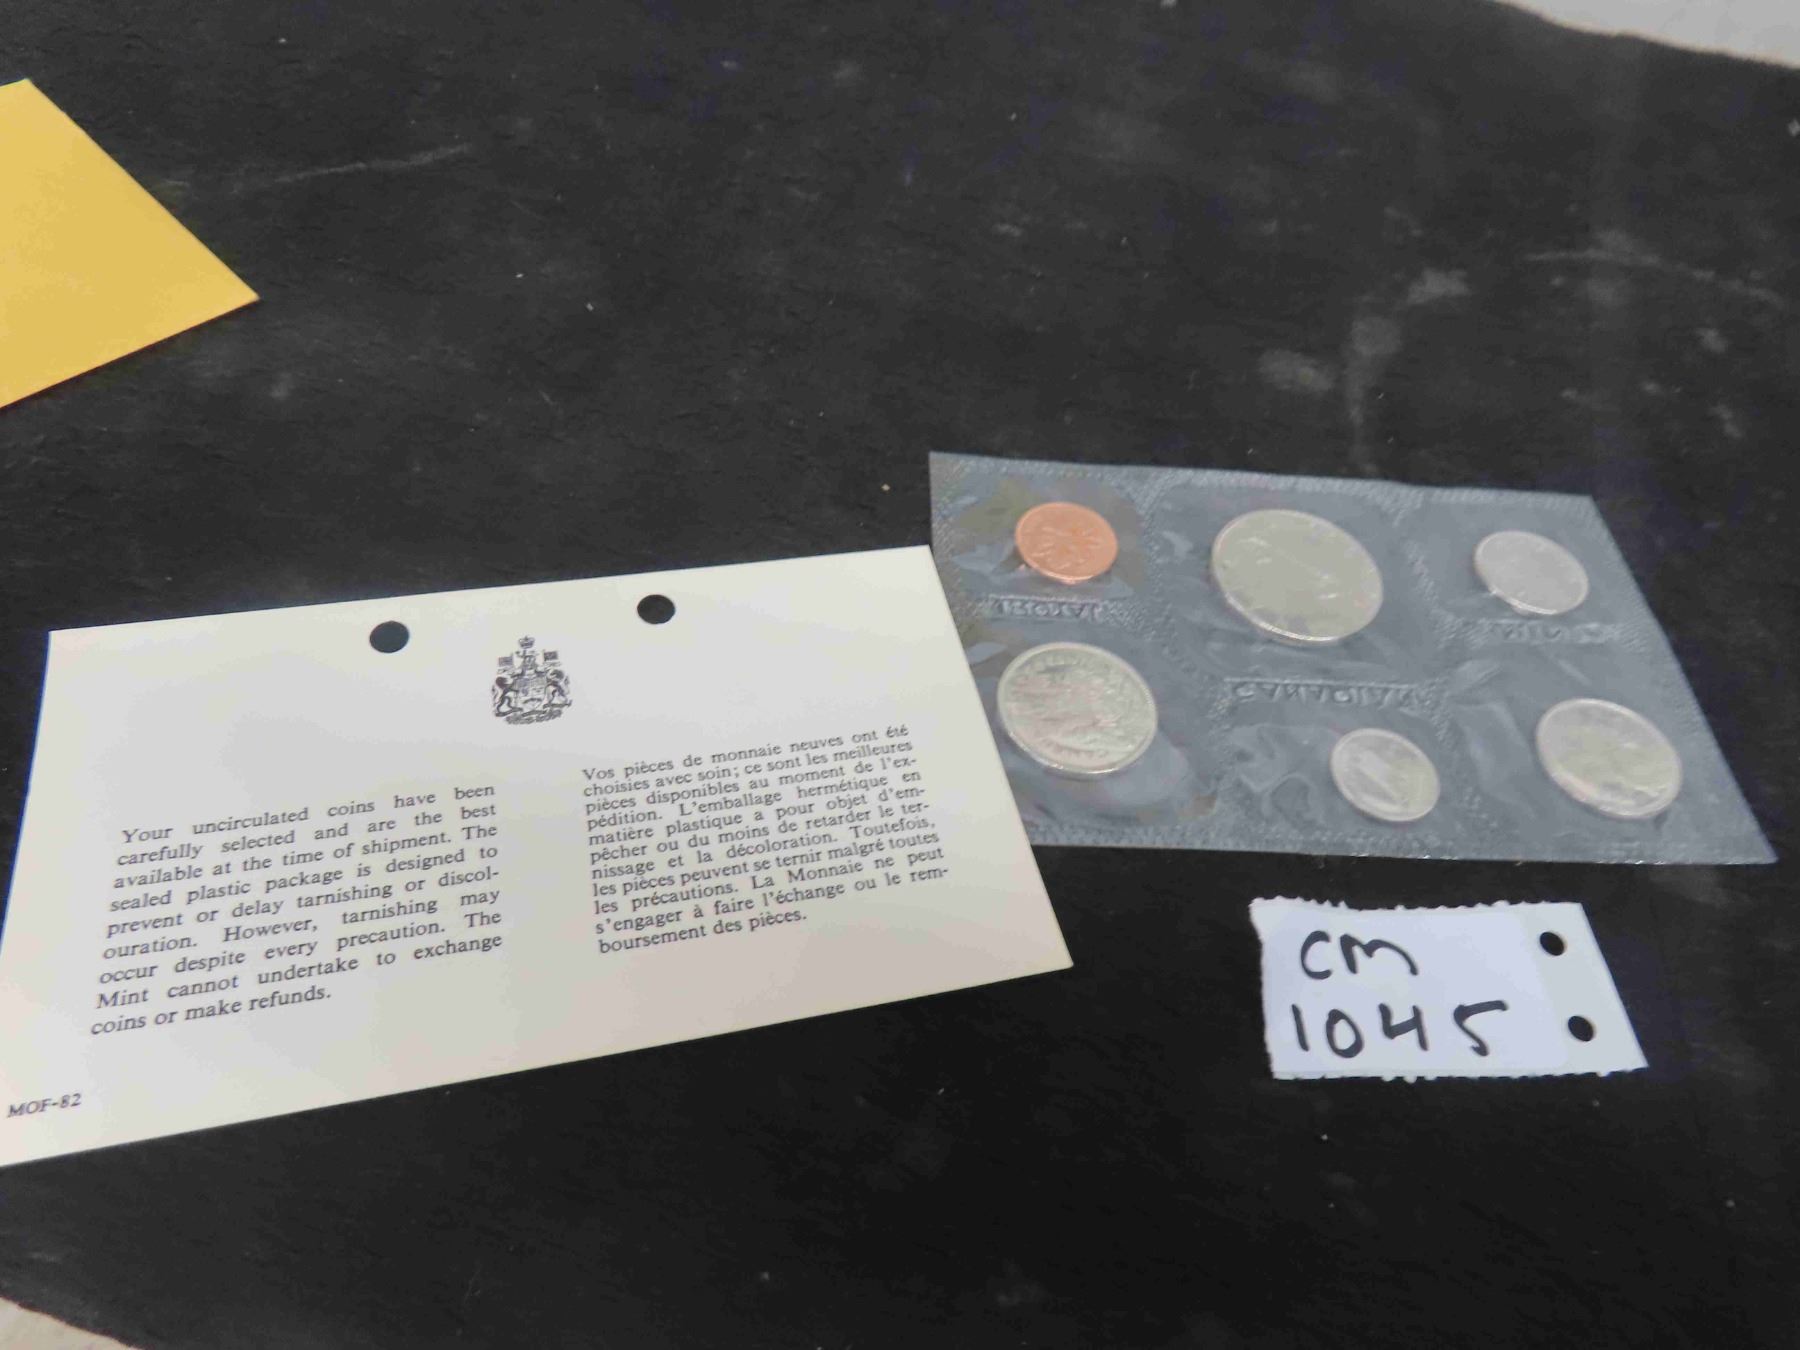 Your uncirculated coins have been
carefully selected and are the best
available at the time of shipment. The
sealed plastic package is designed to
prevent or delay tarnishing or discol-
ouration. However, tarnishing may
occur despite every precaution. The
Mint cannot undertake to exchange
coins or make refunds.
Vos pièces de monnaie neuves ont été
choisies avec soin; ce sont les meilleures
pièces disponibles au moment de l'ex-
pédition. L'emballage hermétique en
matière plastique a pour objet d'em-
pêcher ou du moins de retarder le ter-
nissage et la décoloration. Toutefois,
les pièces peuvent se ternir malgré toutes
les précautions. La Monnaie ne peut
s'engager à faire l'échange ou le rem-
boursement des pièces.
MOF-82
ROYAL
CANADIAN
MINT
CM
1045